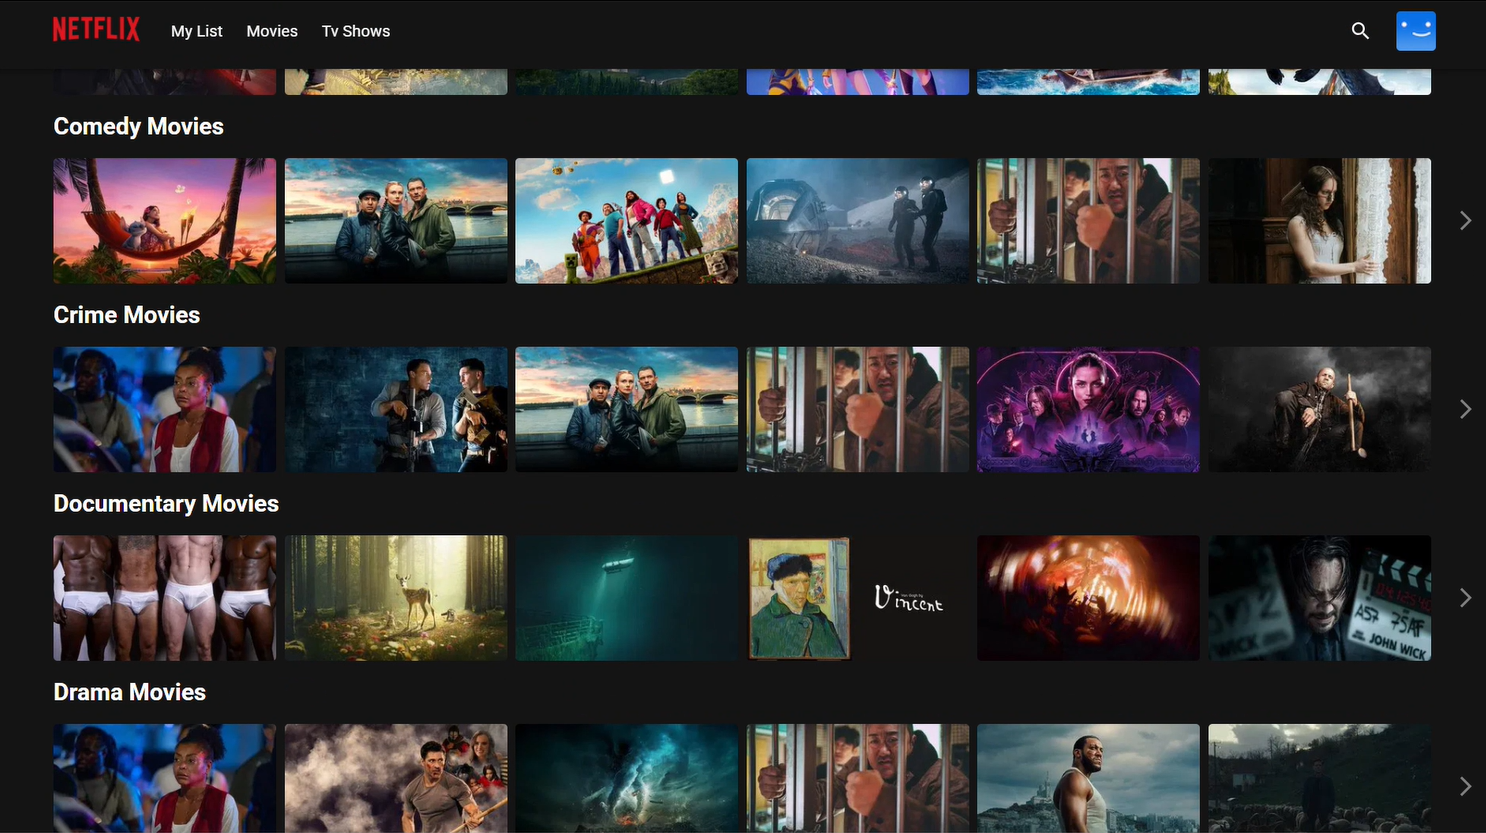 NETFLIX My List Movies Tv Shows
Comedy Movies
Crime Movies
Documentary Movies
Vincent
JOHN WICK
Drama Movies